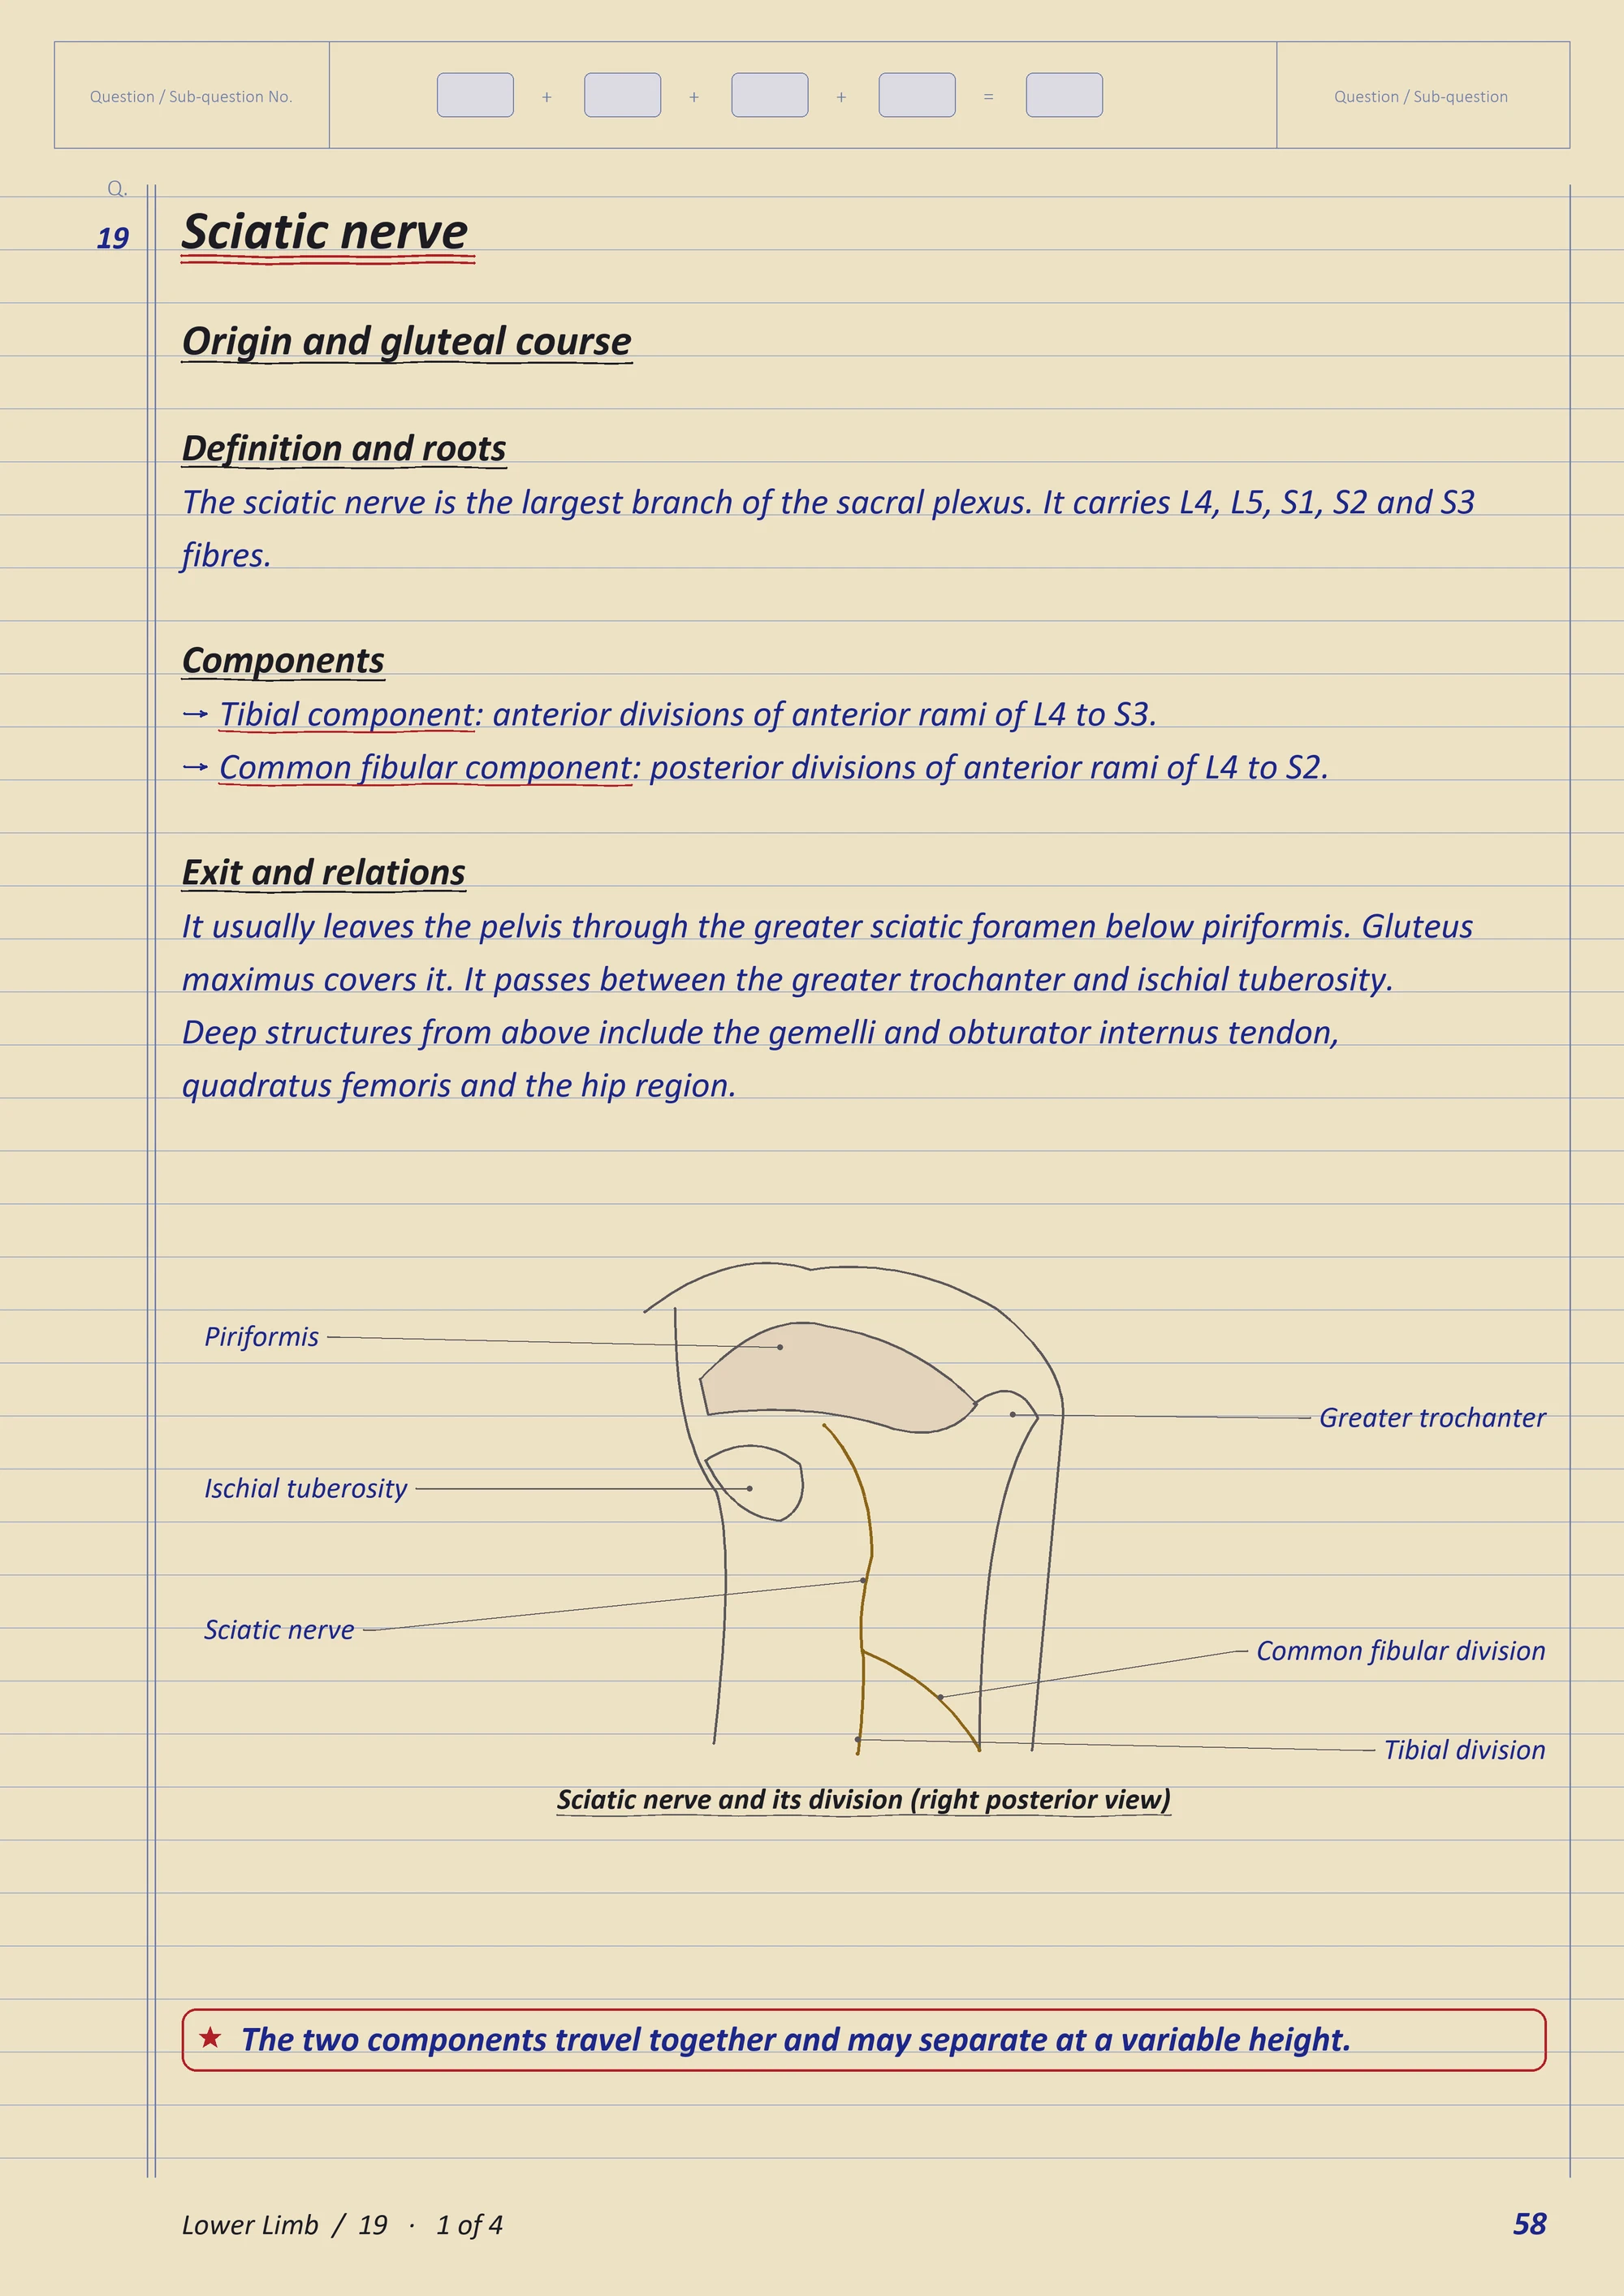 Question / Sub-question No.
+ + + =
Question / Sub-question
Q.
19
Sciatic nerve
Origin and gluteal course
Definition and roots
The sciatic nerve is the largest branch of the sacral plexus. It carries L4, L5, S1, S2 and S3
fibres.
Components
→ Tibial component: anterior divisions of anterior rami of L4 to S3.
→ Common fibular component: posterior divisions of anterior rami of L4 to S2.
Exit and relations
It usually leaves the pelvis through the greater sciatic foramen below piriformis. Gluteus
maximus covers it. It passes between the greater trochanter and ischial tuberosity.
Deep structures from above include the gemelli and obturator internus tendon,
quadratus femoris and the hip region.
Piriformis
Greater trochanter
Ischial tuberosity
Sciatic nerve
Common fibular division
Tibial division
Sciatic nerve and its division (right posterior view)
★ The two components travel together and may separate at a variable height.
Lower Limb / 19 · 1 of 4
58